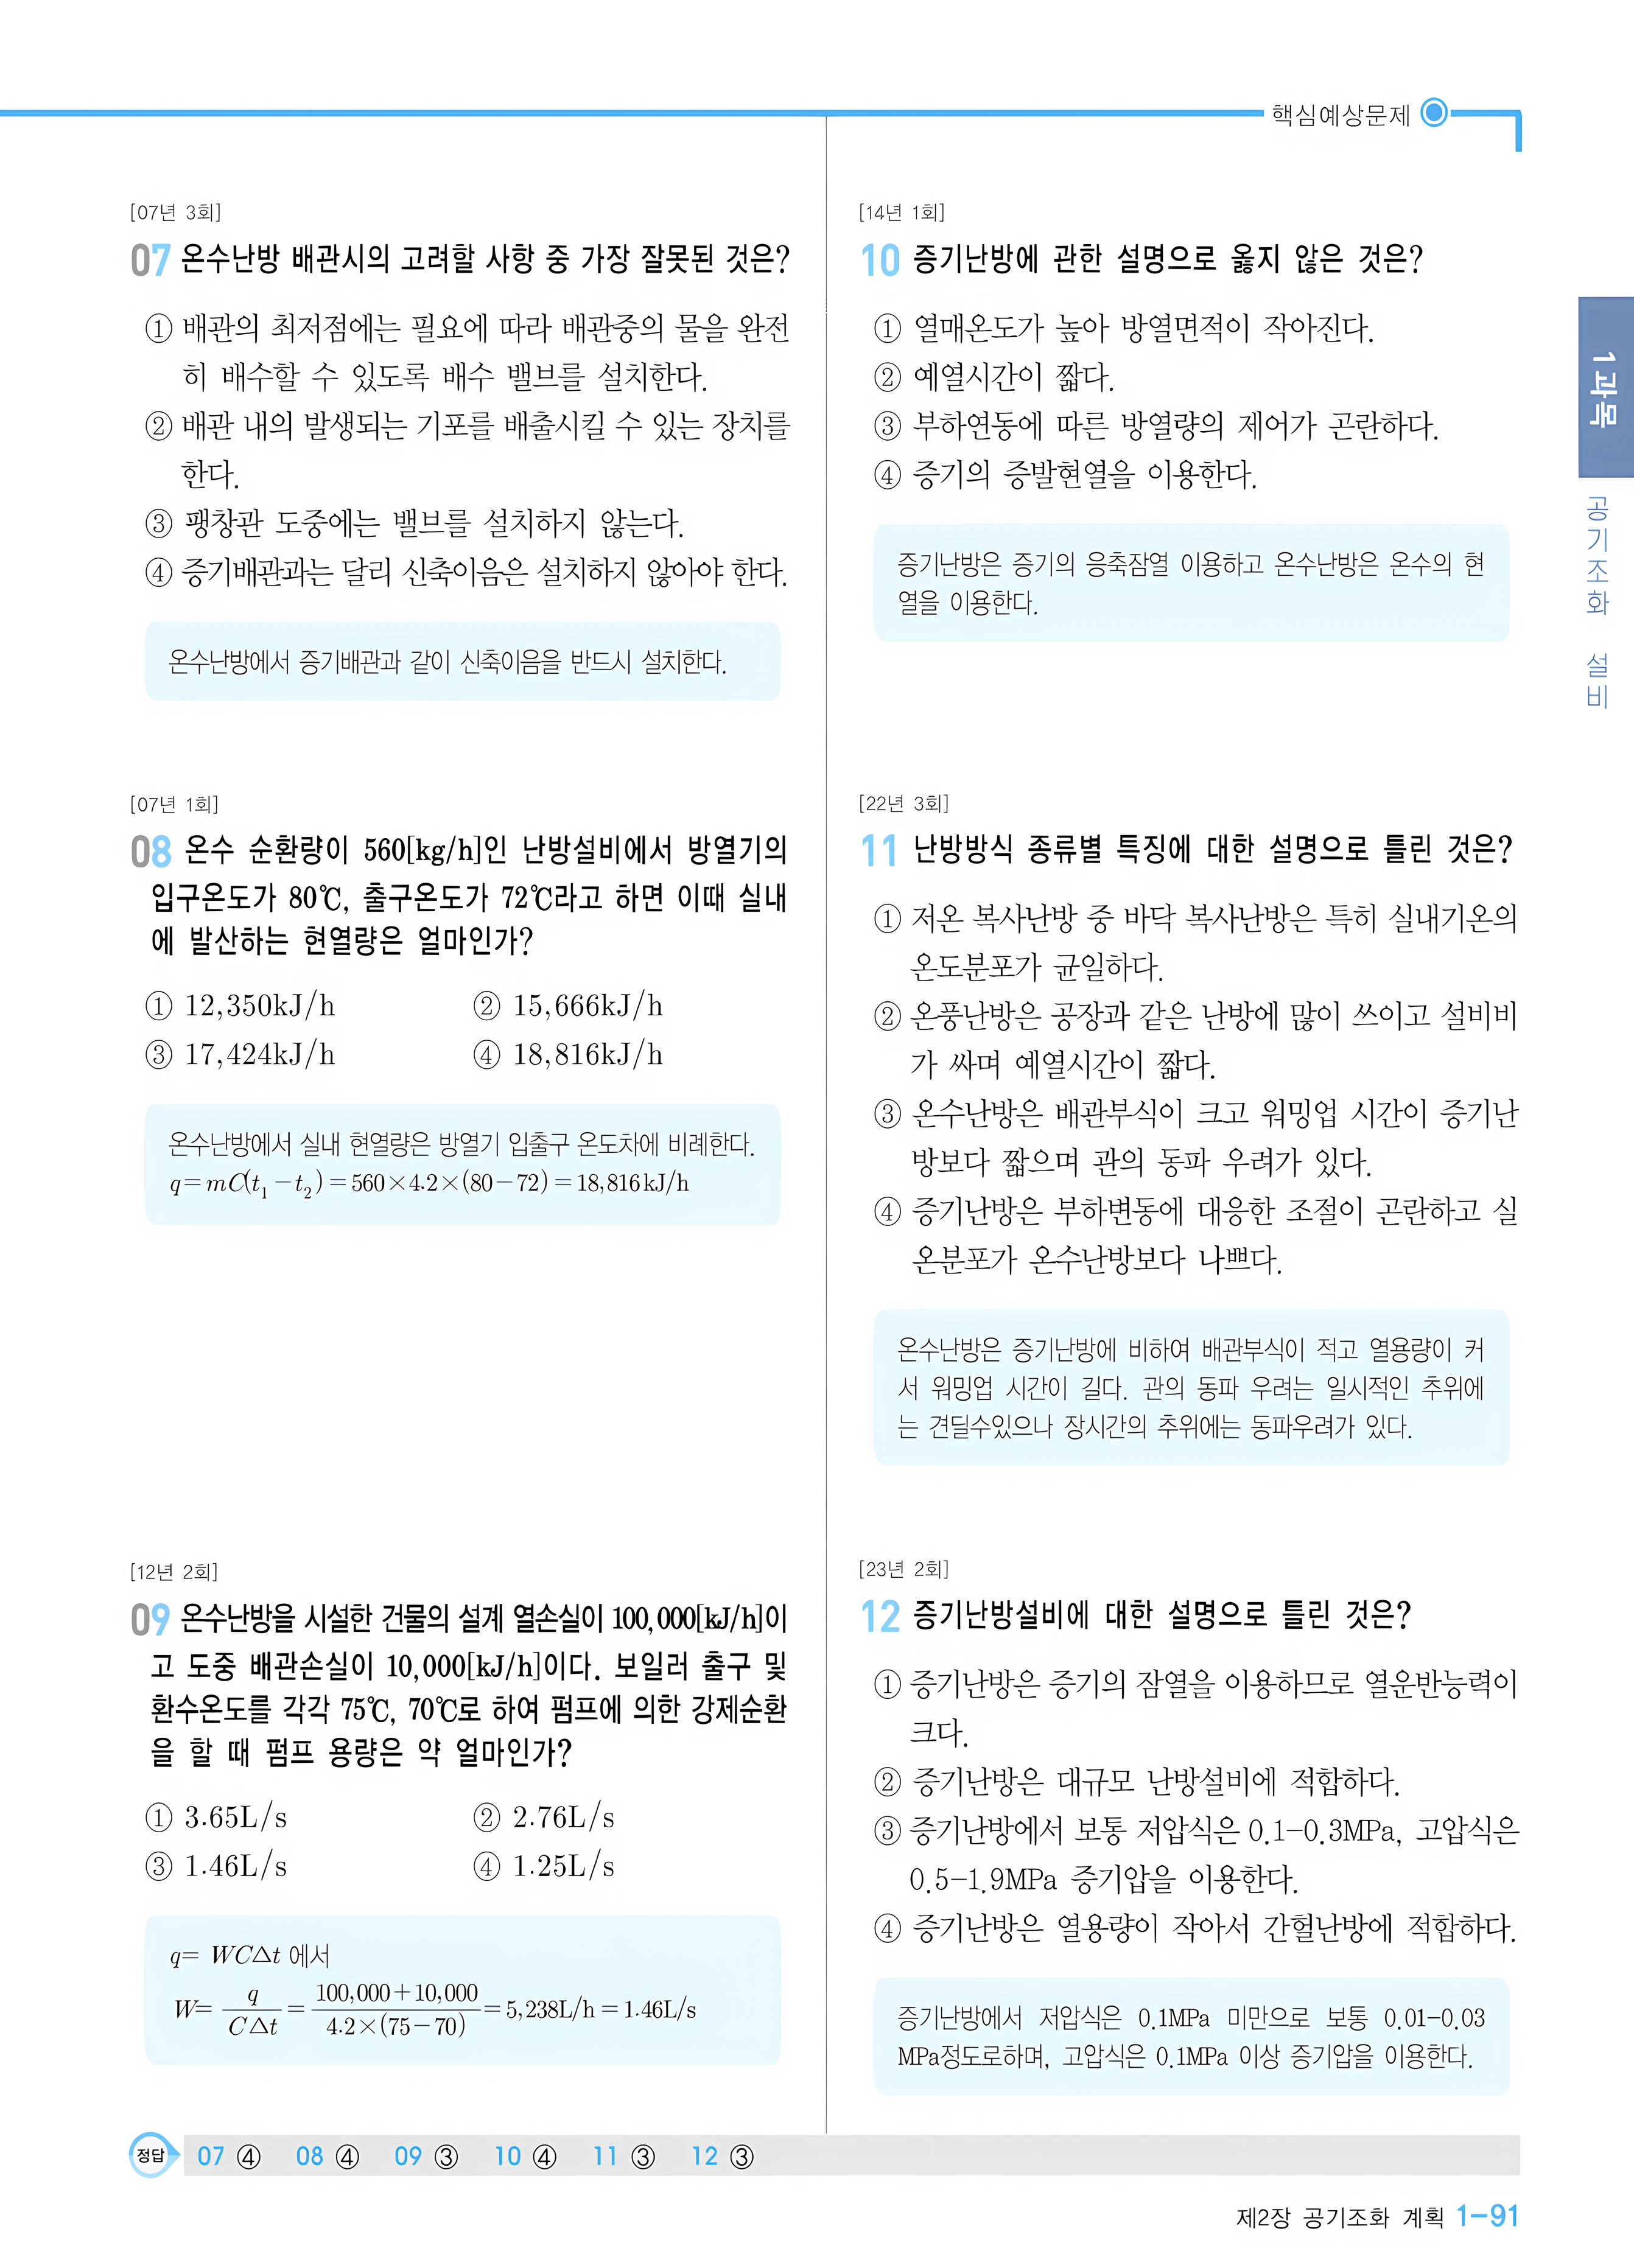 핵심예상문제
[07년 3회]
07 온수난방 배관시의 고려할 사항 중 가장 잘못된 것은?
① 배관의 최저점에는 필요에 따라 배관중의 물을 완전
히 배수할 수 있도록 배수 밸브를 설치한다.
② 배관 내의 발생되는 기포를 배출시킬 수 있는 장치를
한다.
③ 팽창관 도중에는 밸브를 설치하지 않는다.
④ 증기배관과는 달리 신축이음은 설치하지 않아야 한다.
온수난방에서 증기배관과 같이 신축이음을 반드시 설치한다.
[07년 1회]
08 온수 순환량이 560[kg/h]인 난방설비에서 방열기의
입구온도가 80℃, 출구온도가 72℃라고 하면 이때 실내
에 발산하는 현열량은 얼마인가?
① 12,350kJ/h ② 15,666kJ/h
③ 17,424kJ/h ④ 18,816kJ/h
온수난방에서 실내 현열량은 방열기 입출구 온도차에 비례한다.
q=mC(t₁-t₂)=560×4.2×(80-72)=18,816kJ/h
[12년 2회]
09 온수난방을 시설한 건물의 설계 열손실이 100,000[kJ/h]이
고 도중 배관손실이 10,000[kJ/h]이다. 보일러 출구 및
환수온도를 각각 75℃, 70℃로 하여 펌프에 의한 강제순환
을 할 때 펌프 용량은 약 얼마인가?
① 3.65L/s ② 2.76L/s
③ 1.46L/s ④ 1.25L/s
q= WC△t 에서
W= q/C△t = 100,000+10,000/4.2×(75-70) =5,238L/h=1.46L/s
[14년 1회]
10 증기난방에 관한 설명으로 옳지 않은 것은?
① 열매온도가 높아 방열면적이 작아진다.
② 예열시간이 짧다.
③ 부하연동에 따른 방열량의 제어가 곤란하다.
④ 증기의 증발현열을 이용한다.
증기난방은 증기의 응축잠열 이용하고 온수난방은 온수의 현
열을 이용한다.
[22년 3회]
11 난방방식 종류별 특징에 대한 설명으로 틀린 것은?
① 저온 복사난방 중 바닥 복사난방은 특히 실내기온의
온도분포가 균일하다.
② 온풍난방은 공장과 같은 난방에 많이 쓰이고 설비비
가 싸며 예열시간이 짧다.
③ 온수난방은 배관부식이 크고 워밍업 시간이 증기난
방보다 짧으며 관의 동파 우려가 있다.
④ 증기난방은 부하변동에 대응한 조절이 곤란하고 실
온분포가 온수난방보다 나쁘다.
온수난방은 증기난방에 비하여 배관부식이 적고 열용량이 커
서 워밍업 시간이 길다. 관의 동파 우려는 일시적인 추위에
는 견딜수있으나 장시간의 추위에는 동파우려가 있다.
[23년 2회]
12 증기난방설비에 대한 설명으로 틀린 것은?
① 증기난방은 증기의 잠열을 이용하므로 열운반능력이
크다.
② 증기난방은 대규모 난방설비에 적합하다.
③ 증기난방에서 보통 저압식은 0.1-0.3MPa, 고압식은
0.5-1.9MPa 증기압을 이용한다.
④ 증기난방은 열용량이 작아서 간헐난방에 적합하다.
증기난방에서 저압식은 0.1MPa 미만으로 보통 0.01-0.03
MPa정도로하며, 고압식은 0.1MPa 이상 증기압을 이용한다.
1과목
공기조화 설비
정답 07 ④ 08 ④ 09 ③ 10 ④ 11 ③ 12 ③
제2장 공기조화 계획 1-91